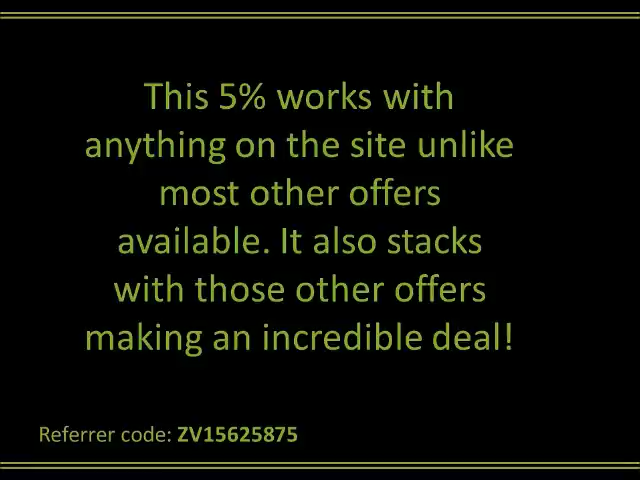 This 5% works with
anything on the site unlike
most other offers
available. It also stacks
with those other offers
making an incredible deal!
Referrer code: ZV15625875